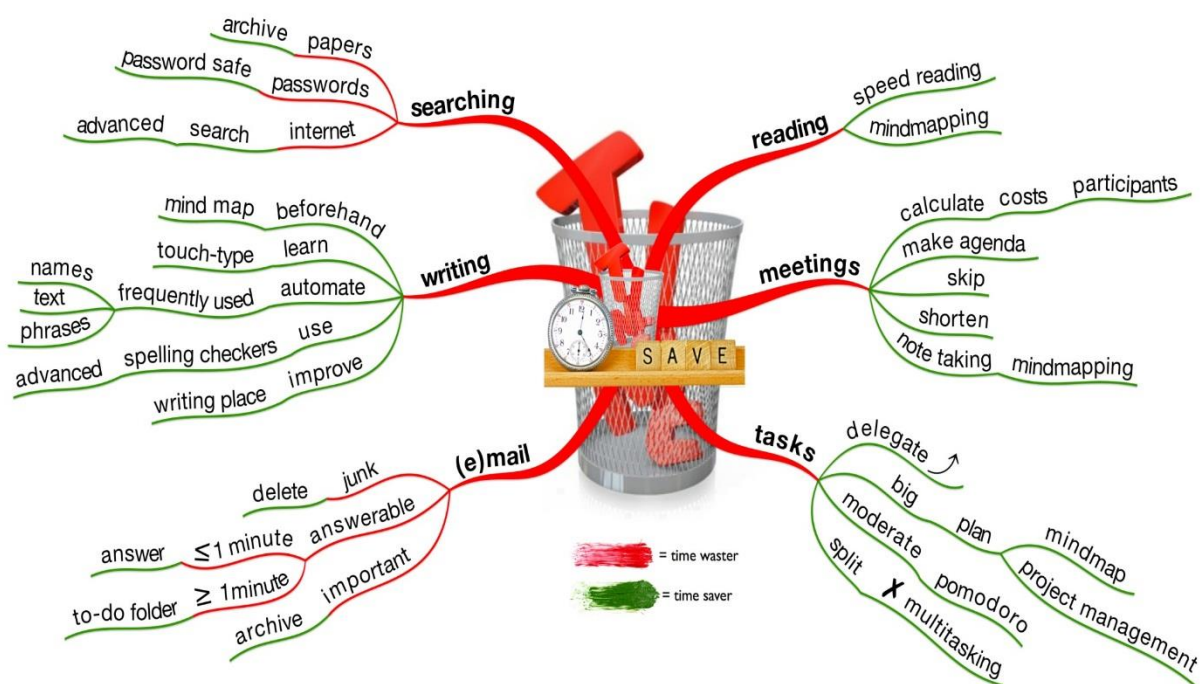 searching
papers
archive
passwords
password safe
internet
search
advanced
reading
speed reading
mindmapping
writing
beforehand
mind map
learn
touch-type
automate
frequently used
names
text
phrases
use
spelling checkers
advanced
improve
writing place
meetings
calculate
costs
participants
make agenda
skip
shorten
note taking
mindmapping
SAVE
(e)mail
junk
delete
answerable
≤ 1 minute
answer
≥ 1minute
to-do folder
important
archive
tasks
delegate
big
plan
mindmap
project management
moderate
pomodoro
split
✗ multitasking
= time waster
= time saver